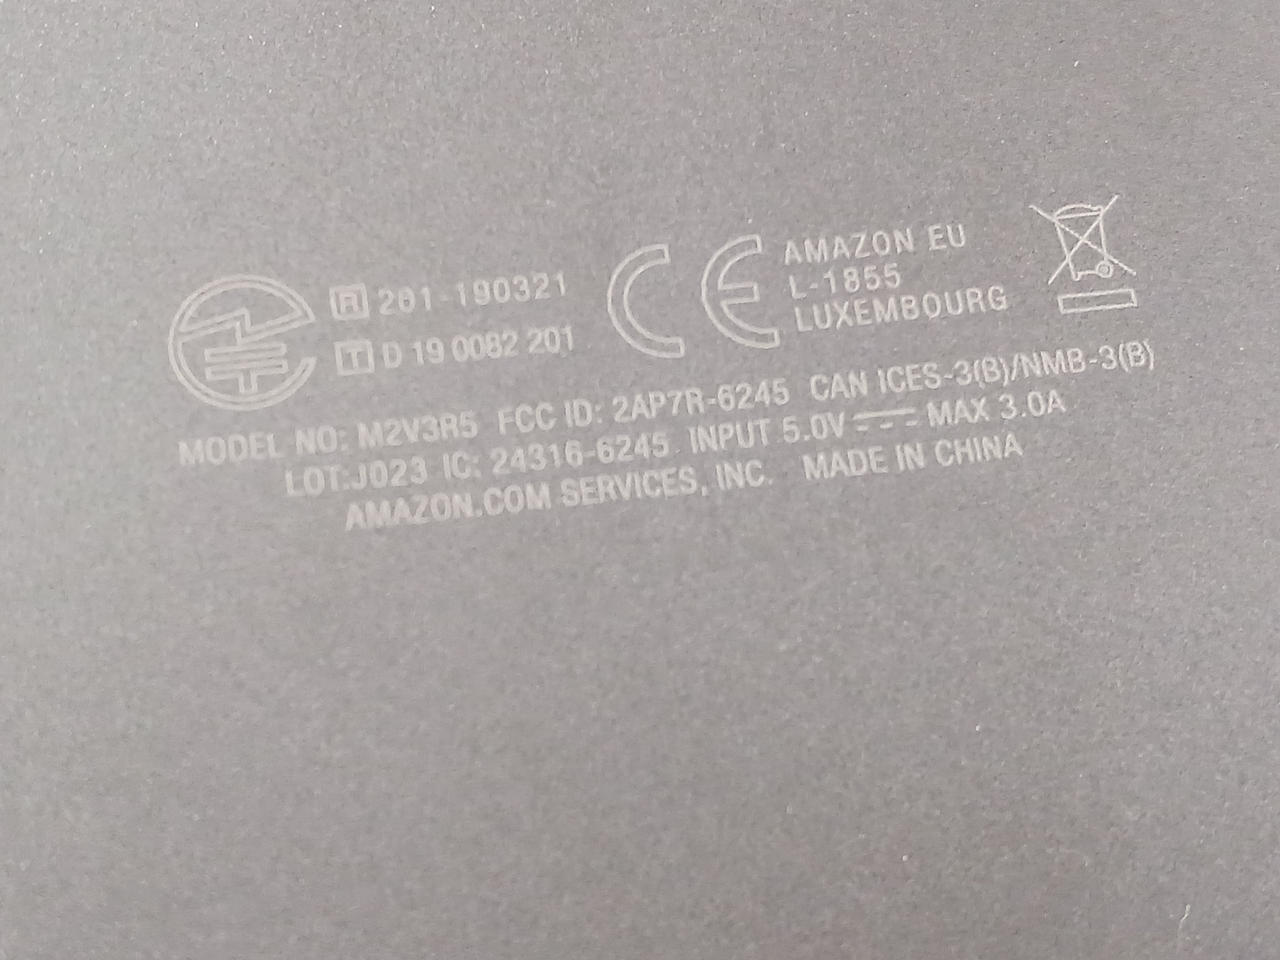 R 201-190321
T D 19 0082 201
CE
AMAZON EU
L-1855
LUXEMBOURG
MODEL NO: M2V3R5 FCC ID: 2AP7R-6245 CAN ICES-3(B)/NMB-3(B)
LOT:J023 IC: 24316-6245 INPUT 5.0V ⎓ MAX 3.0A
AMAZON.COM SERVICES, INC. MADE IN CHINA